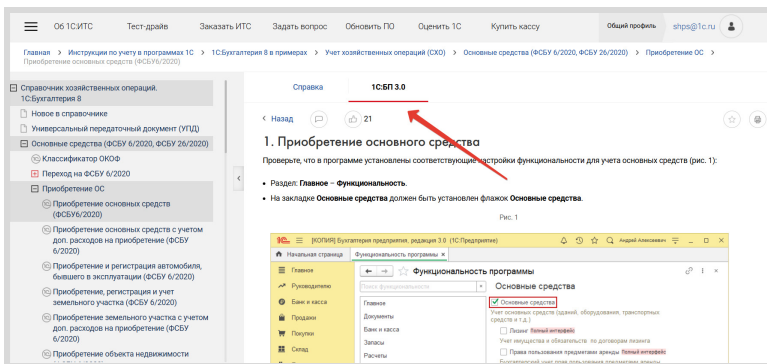 Об 1С:ИТС Тест-драйв Заказать ИТС Задать вопрос Обновить ПО Оценить 1С Купить кассу Общий профиль shps@1c.ru
Главная > Инструкции по учету в программах 1С > 1С:Бухгалтерия 8 в примерах > Учет хозяйственных операций (СХО) > Основные средства (ФСБУ 6/2020, ФСБУ 26/2020) > Приобретение ОС >
Приобретение основных средств (ФСБУ6/2020)
Справочник хозяйственных операций.
1С:Бухгалтерия 8
Новое в справочнике
Универсальный передаточный документ (УПД)
Основные средства (ФСБУ 6/2020, ФСБУ 26/2020)
Классификатор ОКОФ
Переход на ФСБУ 6/2020
Приобретение ОС
Приобретение основных средств
(ФСБУ6/2020)
Приобретение основных средств с учетом
доп. расходов на приобретение (ФСБУ
6/2020)
Приобретение и регистрация автомобиля,
бывшего в эксплуатации (ФСБУ 6/2020)
Приобретение, регистрация и учет
земельного участка (ФСБУ 6/2020)
Приобретение земельного участка с учетом
доп. расходов на приобретение (ФСБУ
6/2020)
Приобретение объекта недвижимости
Справка 1С:БП 3.0
Назад 21
1. Приобретение основного средства
Проверьте, что в программе установлены соответствующие настройки функциональности для учета основных средств (рис. 1):
• Раздел: Главное – Функциональность.
• На закладке Основные средства должен быть установлен флажок Основные средства.
Рис. 1
[КОПИЯ] Бухгалтерия предприятия, редакция 3.0 (1С:Предприятие) Андрей Алексеевич
Начальная страница Функциональность программы ×
Главное
Руководителю
Банк и касса
Продажи
Покупки
Склад
Функциональность программы
Поиск функциональности
Главное
Документы
Банк и касса
Запасы
Расчеты
Основные средства
Основные средства
Учет основных средств (зданий, оборудования, транспортных
средств и т.д.)
Лизинг Полный интерфейс
Учет имущества и обязательств по договорам лизинга
Права пользования предметами аренды Полный интерфейс